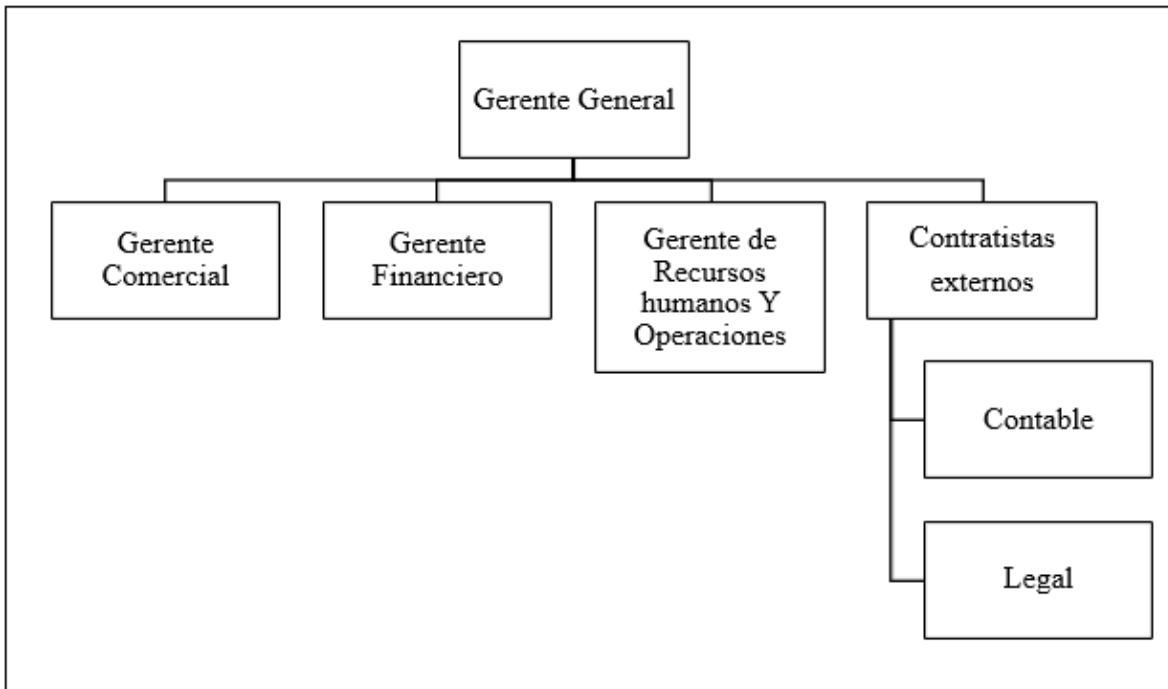 Gerente General
Gerente
Comercial
Gerente
Financiero
Gerente de
Recursos
humanos Y
Operaciones
Contratistas
externos
Contable
Legal